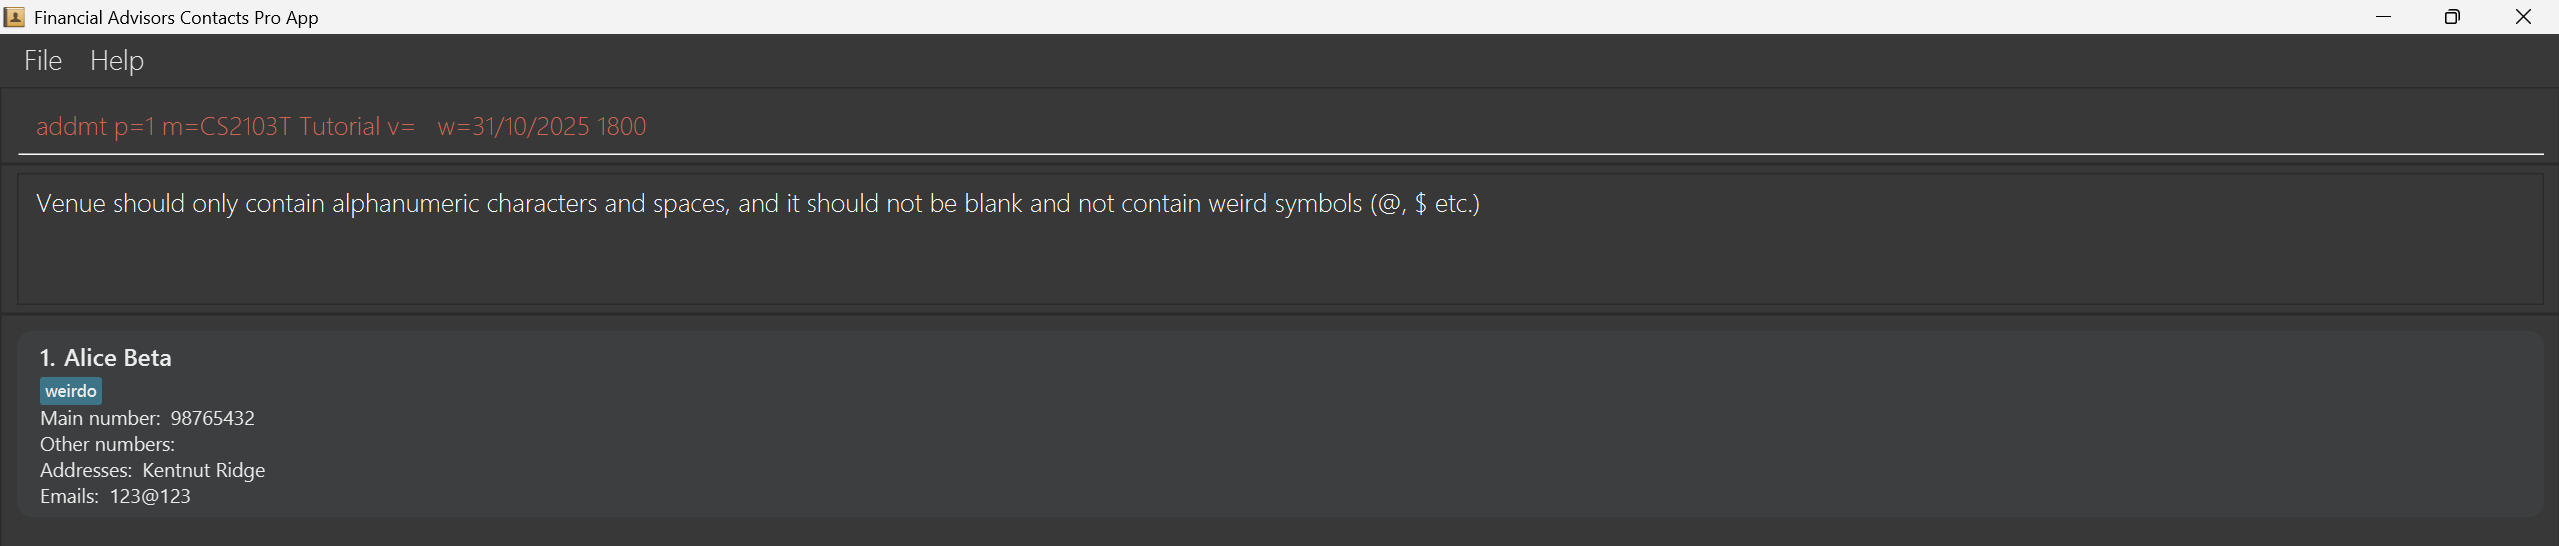 Financial Advisors Contacts Pro App
File Help
addmt p=1 m=CS2103T Tutorial v=   w=31/10/2025 1800
Venue should only contain alphanumeric characters and spaces, and it should not be blank and not contain weird symbols (@, $ etc.)
1. Alice Beta
weirdo
Main number: 98765432
Other numbers:
Addresses: Kentnut Ridge
Emails: 123@123